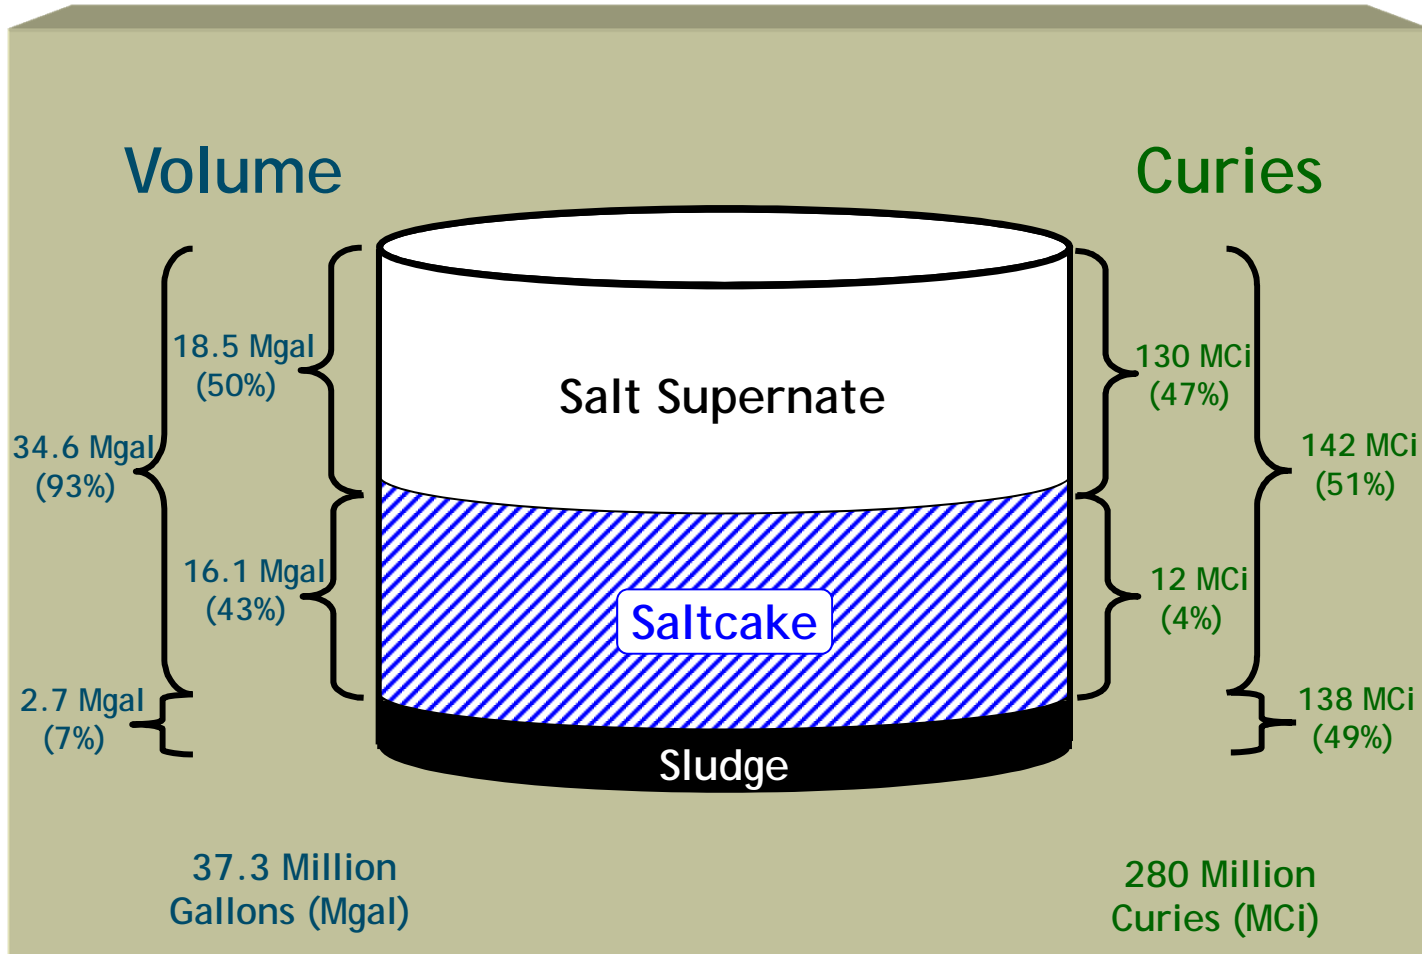 Volume
Curies
18.5 Mgal
(50%)
34.6 Mgal
(93%)
16.1 Mgal
(43%)
2.7 Mgal
(7%)
Salt Supernate
Saltcake
Sludge
130 MCi
(47%)
142 MCi
(51%)
12 MCi
(4%)
138 MCi
(49%)
37.3 Million
Gallons (Mgal)
280 Million
Curies (MCi)